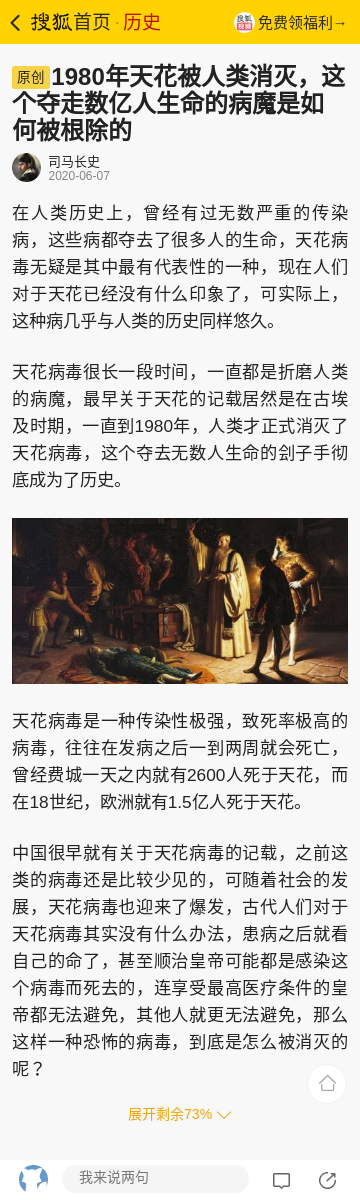 搜狐首页·历史
搜狐视频
免费领福利→
原创 1980年天花被人类消灭，这
个夺走数亿人生命的病魔是如
何被根除的
司马长史
2020-06-07
在人类历史上，曾经有过无数严重的传染
病，这些病都夺去了很多人的生命，天花病
毒无疑是其中最有代表性的一种，现在人们
对于天花已经没有什么印象了，可实际上，
这种病几乎与人类的历史同样悠久。
天花病毒很长一段时间，一直都是折磨人类
的病魔，最早关于天花的记载居然是在古埃
及时期，一直到1980年，人类才正式消灭了
天花病毒，这个夺去无数人生命的刽子手彻
底成为了历史。
天花病毒是一种传染性极强，致死率极高的
病毒，往往在发病之后一到两周就会死亡，
曾经费城一天之内就有2600人死于天花，而
在18世纪，欧洲就有1.5亿人死于天花。
中国很早就有关于天花病毒的记载，之前这
类的病毒还是比较少见的，可随着社会的发
展，天花病毒也迎来了爆发，古代人们对于
天花病毒其实没有什么办法，患病之后就看
自己的命了，甚至顺治皇帝可能都是感染这
个病毒而死去的，连享受最高医疗条件的皇
帝都无法避免，其他人就更无法避免，那么
这样一种恐怖的病毒，到底是怎么被消灭的
呢？
展开剩余73%
我来说两句